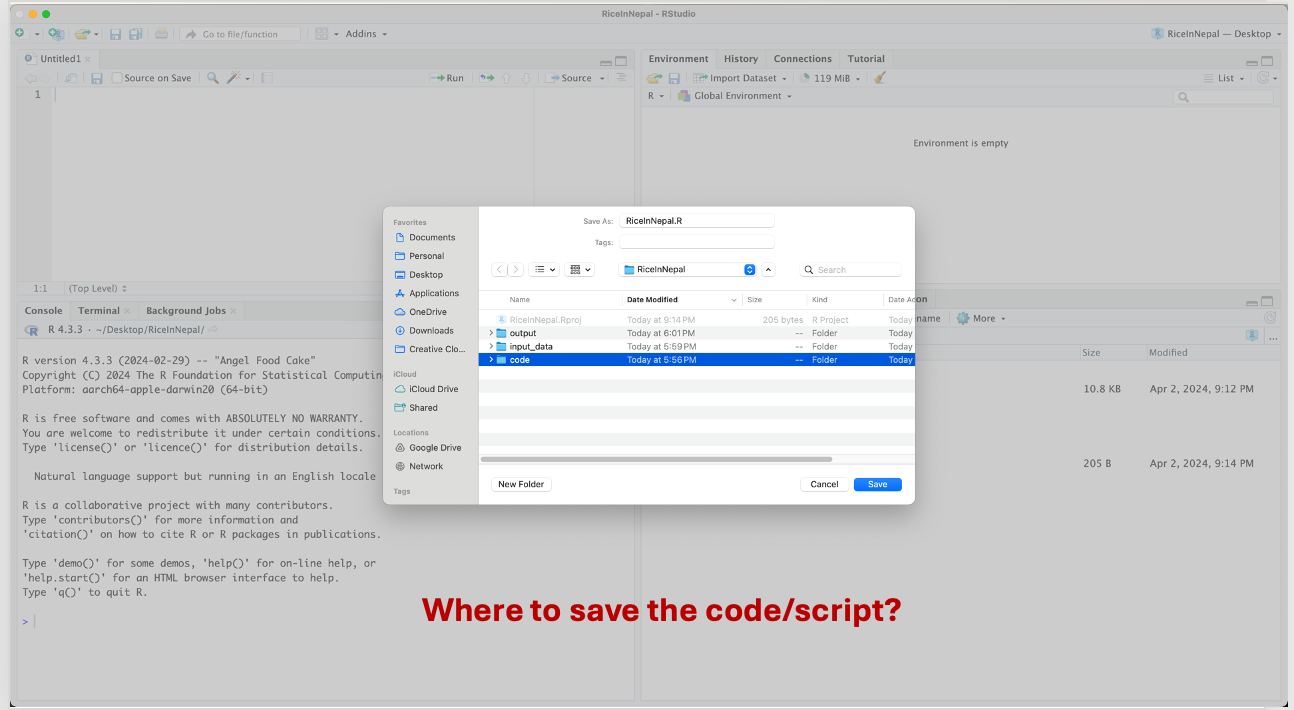 RiceInNepal - RStudio
Go to file/function
Addins
RiceInNepal — Desktop
Untitled1
Source on Save
Run
Source
1
1:1
(Top Level)
Environment
History
Connections
Tutorial
Import Dataset
119 MiB
List
R
Global Environment
Environment is empty
Favorites
Documents
Personal
Desktop
Applications
OneDrive
Downloads
Creative Clo...
iCloud
iCloud Drive
Shared
Locations
Google Drive
Network
Tags
Save As: RiceInNepal.R
Tags:
RiceInNepal
Search
Name Date Modified Size Kind Date Ac
RiceInNepal.Rproj Today at 9:14 PM 205 bytes R Project Today
output Today at 6:01 PM -- Folder Today
input_data Today at 5:59 PM -- Folder Today
code Today at 5:56 PM -- Folder Today
New Folder
Cancel
Save
Console
Terminal
Background Jobs
R 4.3.3 · ~/Desktop/RiceInNepal/
R version 4.3.3 (2024-02-29) -- "Angel Food Cake"
Copyright (C) 2024 The R Foundation for Statistical Computin
Platform: aarch64-apple-darwin20 (64-bit)
R is free software and comes with ABSOLUTELY NO WARRANTY.
You are welcome to redistribute it under certain conditions.
Type 'license()' or 'licence()' for distribution details.
Natural language support but running in an English locale
R is a collaborative project with many contributors.
Type 'contributors()' for more information and
'citation()' on how to cite R or R packages in publications.
Type 'demo()' for some demos, 'help()' for on-line help, or
'help.start()' for an HTML browser interface to help.
Type 'q()' to quit R.
>
on
name
More
...
Size Modified
10.8 KB Apr 2, 2024, 9:12 PM
205 B Apr 2, 2024, 9:14 PM
Where to save the code/script?